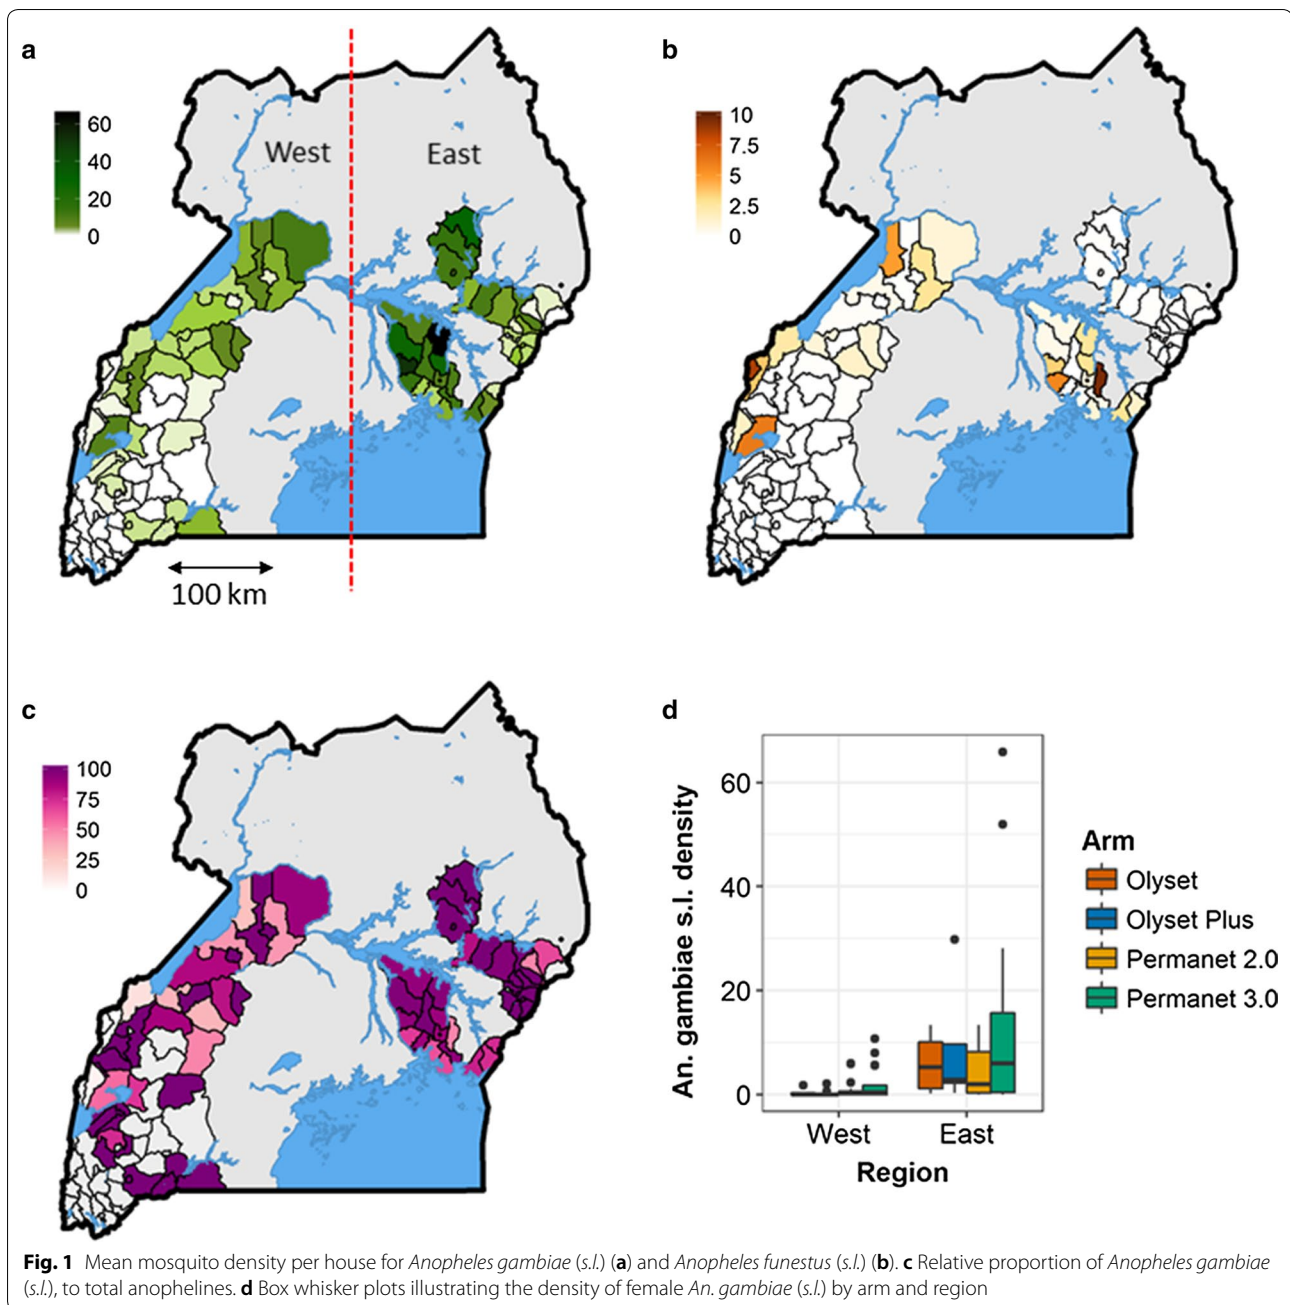 a
60
40
20
0
West
East
100 km
b
10
7.5
5
2.5
0
c
100
75
50
25
0
d
An. gambiae s.l. density
60
40
20
0
West
East
Region
Arm
Olyset
Olyset Plus
Permanet 2.0
Permanet 3.0
Fig. 1 Mean mosquito density per house for Anopheles gambiae (s.l.) (a) and Anopheles funestus (s.l.) (b). c Relative proportion of Anopheles gambiae
(s.l.), to total anophelines. d Box whisker plots illustrating the density of female An. gambiae (s.l.) by arm and region